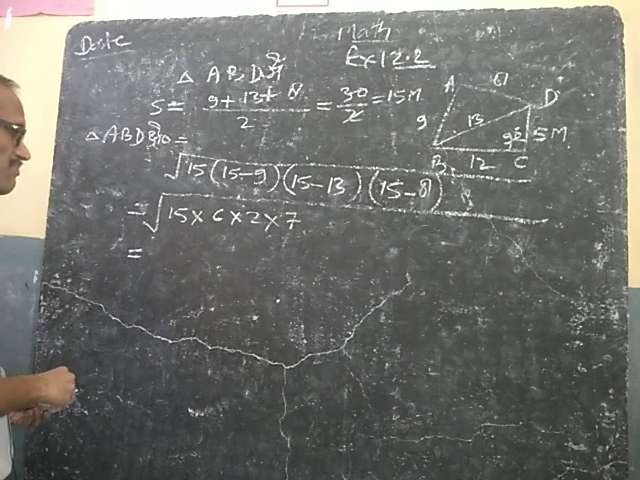 Date
Math
Ex 12.2
△ ABD में
S = 9+13+8 / 2 = 30/2 = 15M
△ABD =
√15(15-9)(15-13)(15-8)
= √15×6×2×7
=
A 8 D
9 13 5M
B 12 C